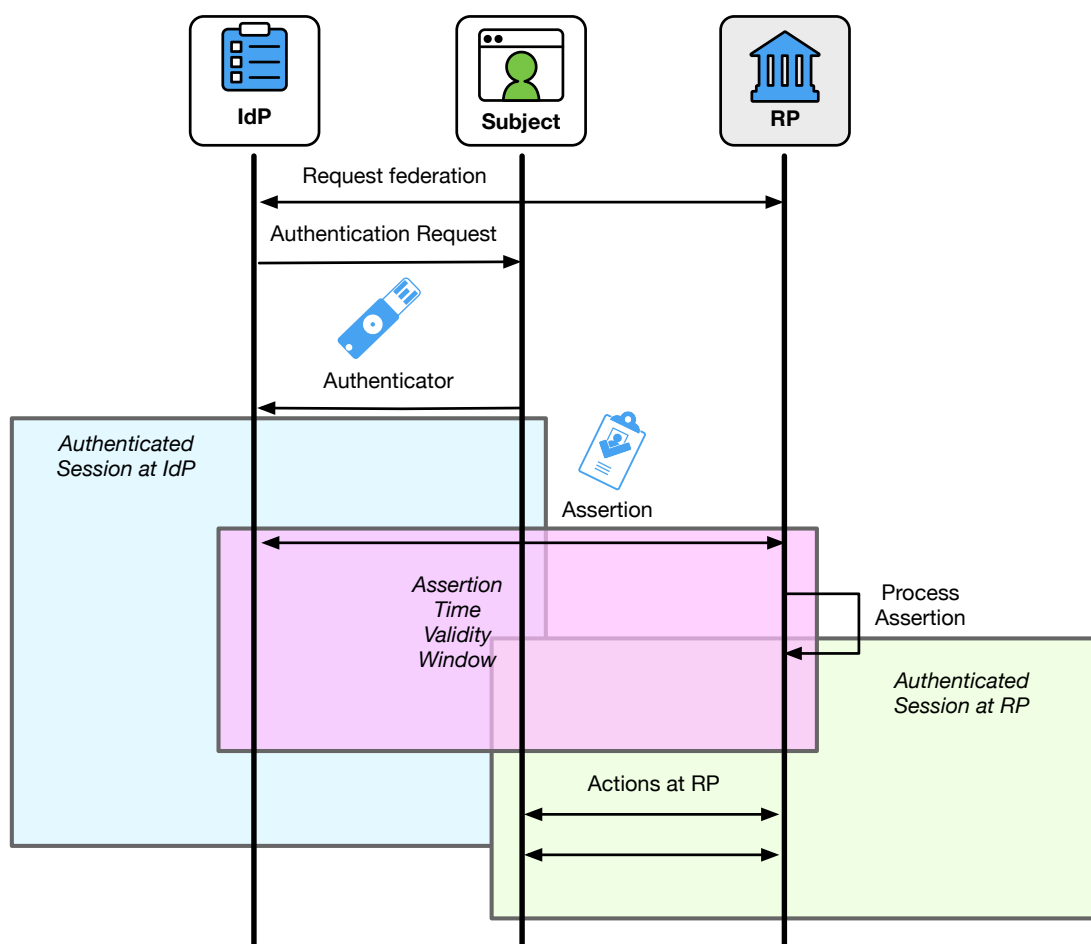 IdP
Subject
RP
Request federation
Authentication Request
Authenticator
Authenticated
Session at IdP
Assertion
Assertion
Time
Validity
Window
Process
Assertion
Authenticated
Session at RP
Actions at RP